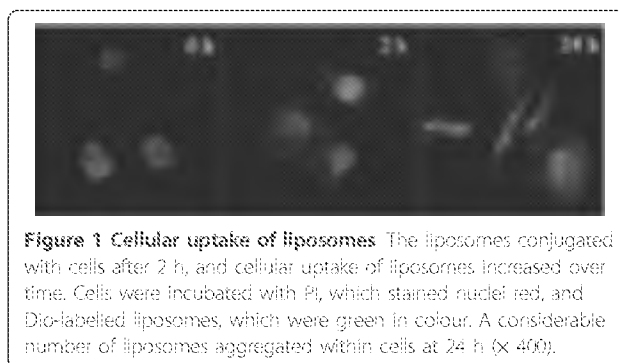 0 h 2 h 24 h
Figure 1 Cellular uptake of liposomes The liposomes conjugated
with cells after 2 h, and cellular uptake of liposomes increased over
time. Cells were incubated with PI, which stained nuclei red, and
Dio-labelled liposomes, which were green in colour. A considerable
number of liposomes aggregated within cells at 24 h (× 400).